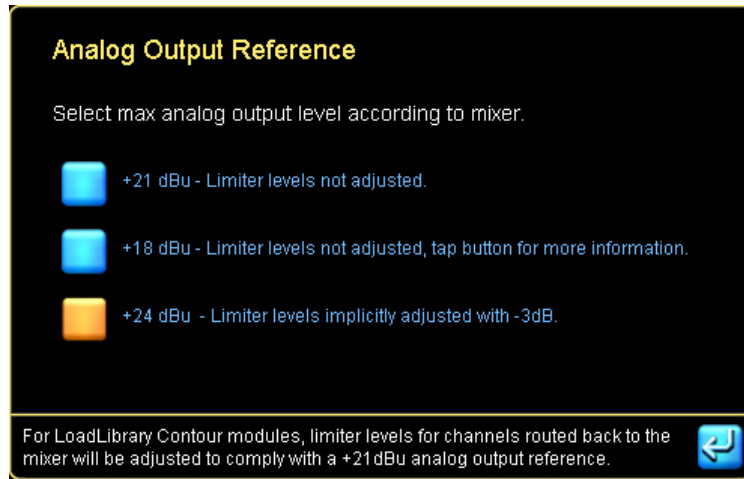 Analog Output Reference
Select max analog output level according to mixer.
+21 dBu - Limiter levels not adjusted.
+18 dBu - Limiter levels not adjusted, tap button for more information.
+24 dBu - Limiter levels implicitly adjusted with -3dB.
For LoadLibrary Contour modules, limiter levels for channels routed back to the
mixer will be adjusted to comply with a +21dBu analog output reference.